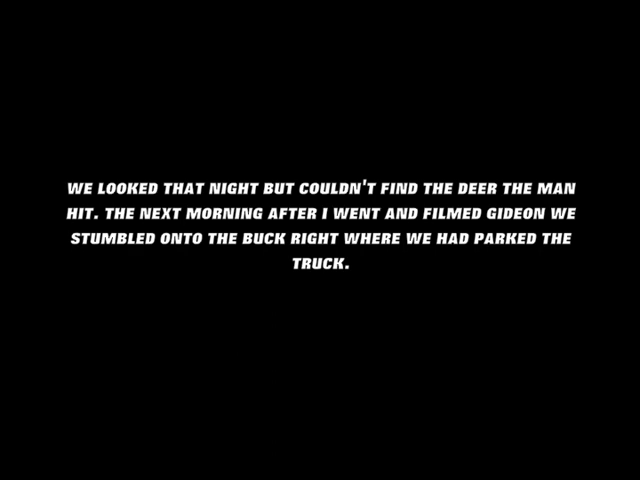 WE LOOKED THAT NIGHT BUT COULDN'T FIND THE DEER THE MAN
HIT. THE NEXT MORNING AFTER I WENT AND FILMED GIDEON WE
STUMBLED ONTO THE BUCK RIGHT WHERE WE HAD PARKED THE
TRUCK.